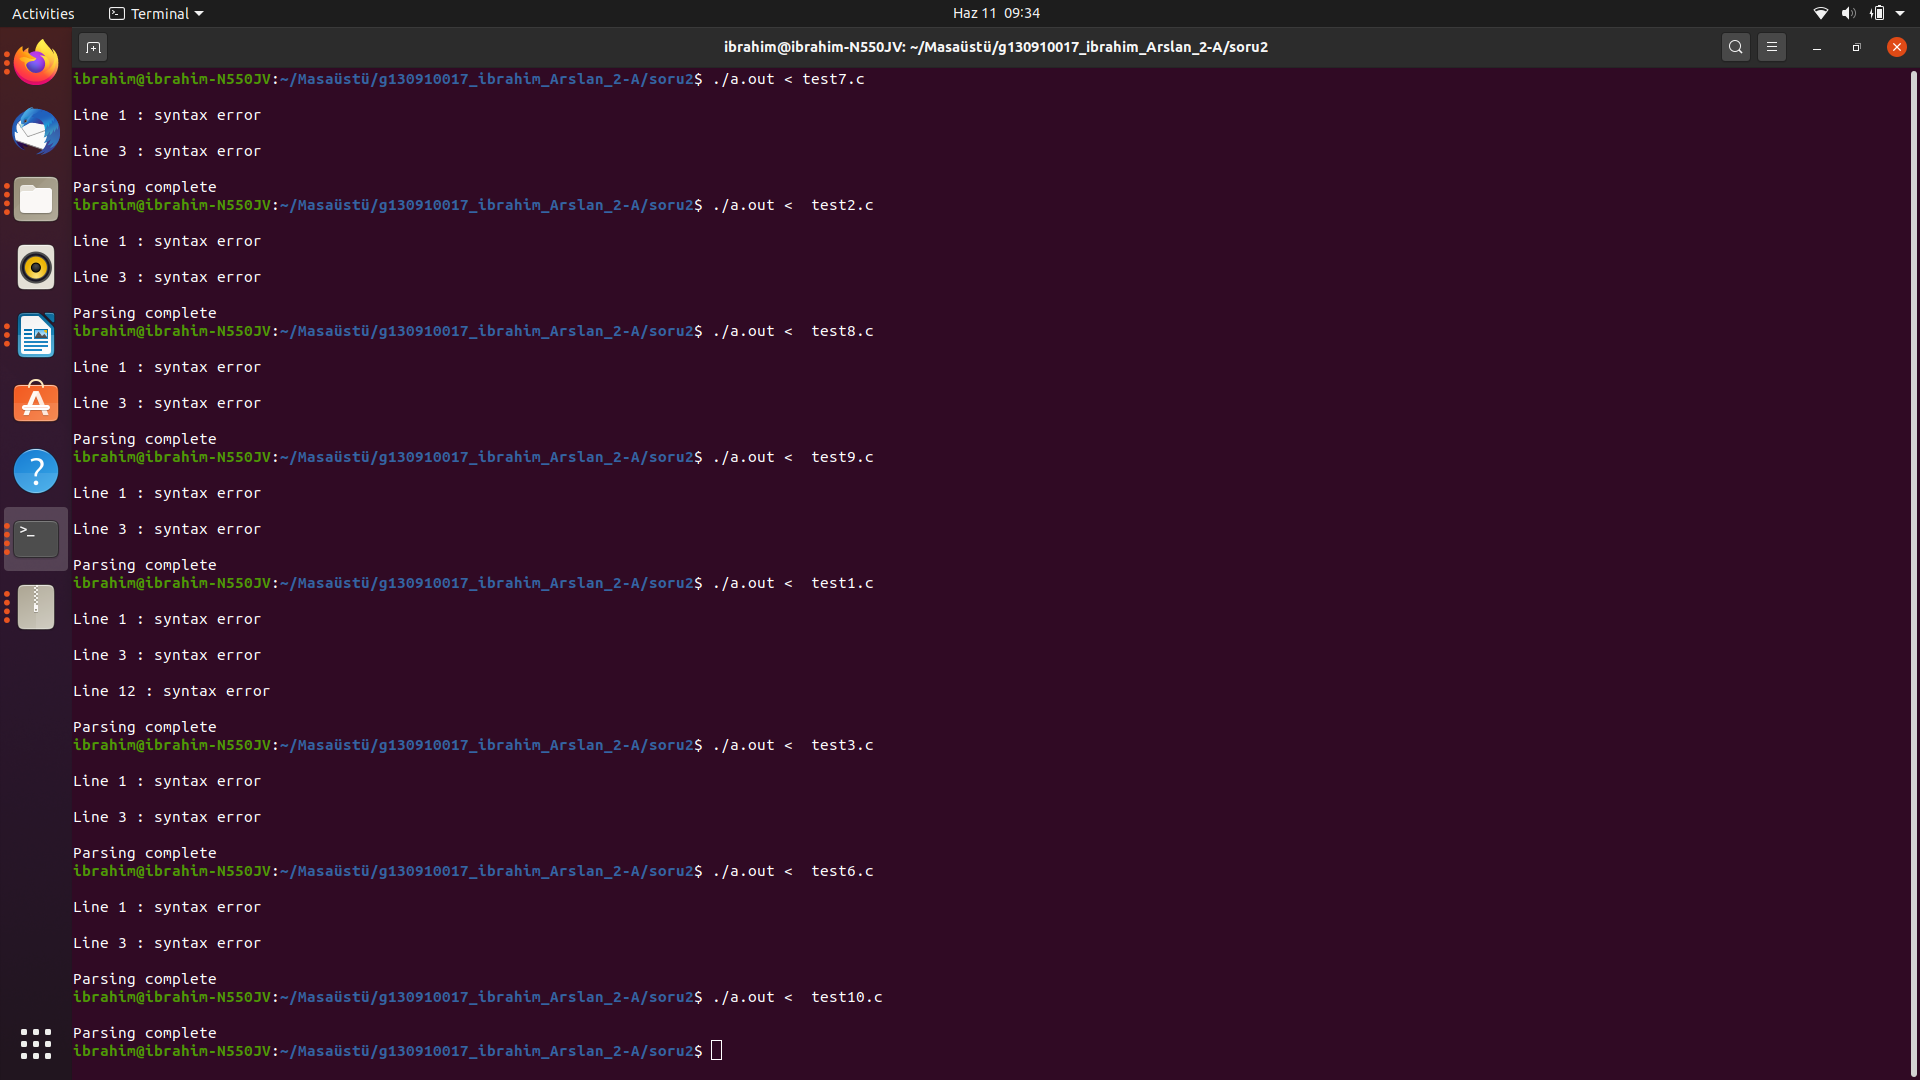 Activities
Terminal
Haz 11 09:34
ibrahim@ibrahim-N550JV: ~/Masaüstü/g130910017_ibrahim_Arslan_2-A/soru2
ibrahim@ibrahim-N550JV:~/Masaüstü/g130910017_ibrahim_Arslan_2-A/soru2$ ./a.out < test7.c
Line 1 : syntax error
Line 3 : syntax error
Parsing complete
ibrahim@ibrahim-N550JV:~/Masaüstü/g130910017_ibrahim_Arslan_2-A/soru2$ ./a.out <  test2.c
Line 1 : syntax error
Line 3 : syntax error
Parsing complete
ibrahim@ibrahim-N550JV:~/Masaüstü/g130910017_ibrahim_Arslan_2-A/soru2$ ./a.out <  test8.c
Line 1 : syntax error
Line 3 : syntax error
Parsing complete
ibrahim@ibrahim-N550JV:~/Masaüstü/g130910017_ibrahim_Arslan_2-A/soru2$ ./a.out <  test9.c
Line 1 : syntax error
Line 3 : syntax error
Parsing complete
ibrahim@ibrahim-N550JV:~/Masaüstü/g130910017_ibrahim_Arslan_2-A/soru2$ ./a.out <  test1.c
Line 1 : syntax error
Line 3 : syntax error
Line 12 : syntax error
Parsing complete
ibrahim@ibrahim-N550JV:~/Masaüstü/g130910017_ibrahim_Arslan_2-A/soru2$ ./a.out <  test3.c
Line 1 : syntax error
Line 3 : syntax error
Parsing complete
ibrahim@ibrahim-N550JV:~/Masaüstü/g130910017_ibrahim_Arslan_2-A/soru2$ ./a.out <  test6.c
Line 1 : syntax error
Line 3 : syntax error
Parsing complete
ibrahim@ibrahim-N550JV:~/Masaüstü/g130910017_ibrahim_Arslan_2-A/soru2$ ./a.out <  test10.c
Parsing complete
ibrahim@ibrahim-N550JV:~/Masaüstü/g130910017_ibrahim_Arslan_2-A/soru2$